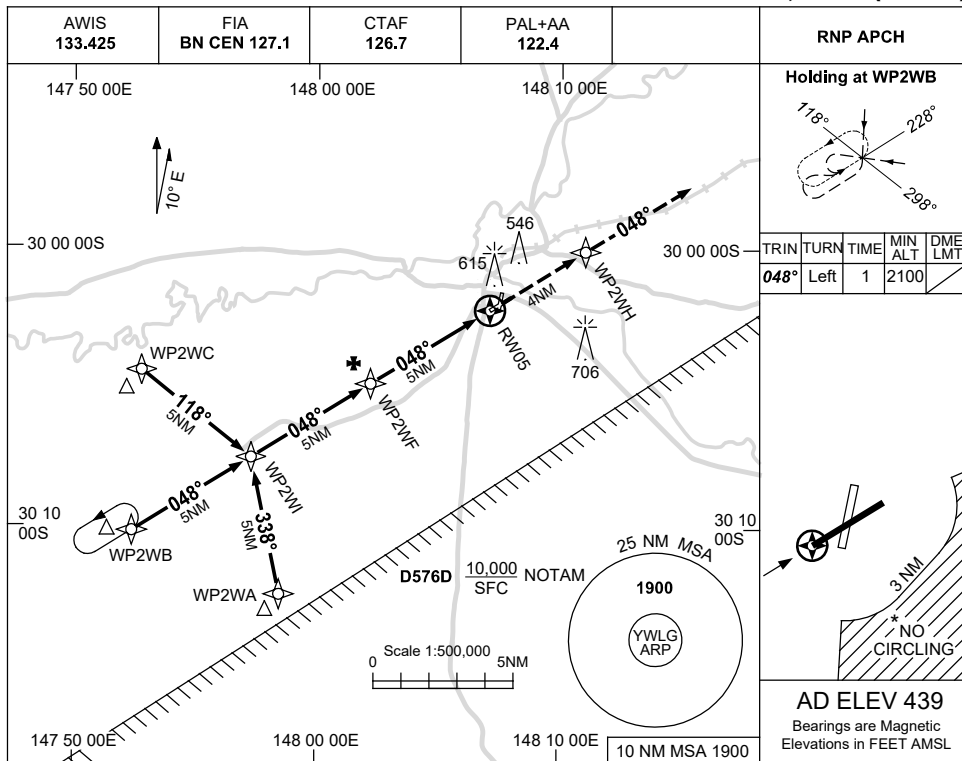 AWIS
133.425
FIA
BN CEN 127.1
CTAF
126.7
PAL+AA
122.4
RNP APCH
147 50 00E
148 00 00E
148 10 00E
10° E
30 00 00S
30 00 00S
546
615
048°
WP2WH
4NM
RW05
706
WP2WC
118°
5NM
048°
5NM
WP2WF
048°
5NM
WP2WI
048°
5NM
338°
5NM
30 10
00S
WP2WB
WP2WA
30 10
00S
D576D
10,000
SFC
NOTAM
25 NM MSA
1900
YWLG
ARP
Scale 1:500,000
0
5NM
147 50 00E
148 00 00E
148 10 00E
10 NM MSA 1900
Holding at WP2WB
118°
228°
298°
TRIN TURN TIME MIN ALT DME LMT
048° Left 1 2100
3 NM
* NO
CIRCLING
AD ELEV 439
Bearings are Magnetic
Elevations in FEET AMSL